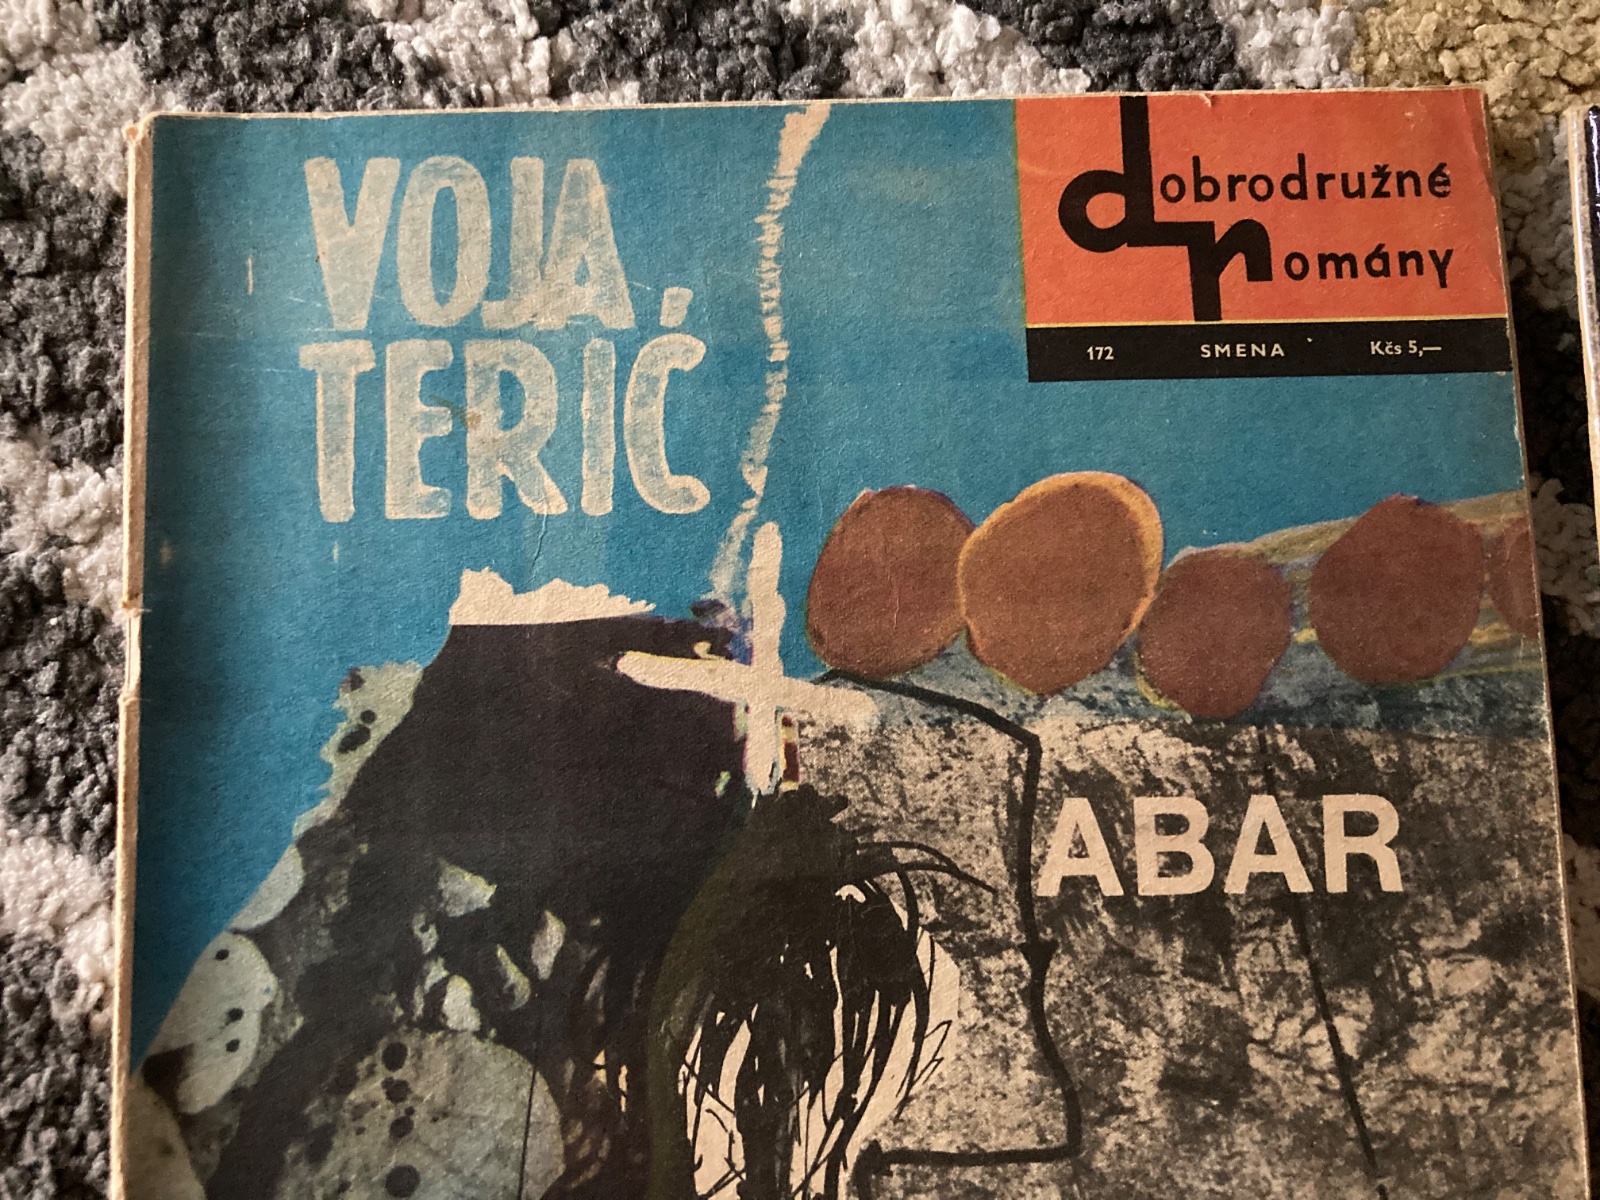 VOJA
TERIĆ
dobrodružné
romány
172 SMENA Kčs 5,—
ABAR